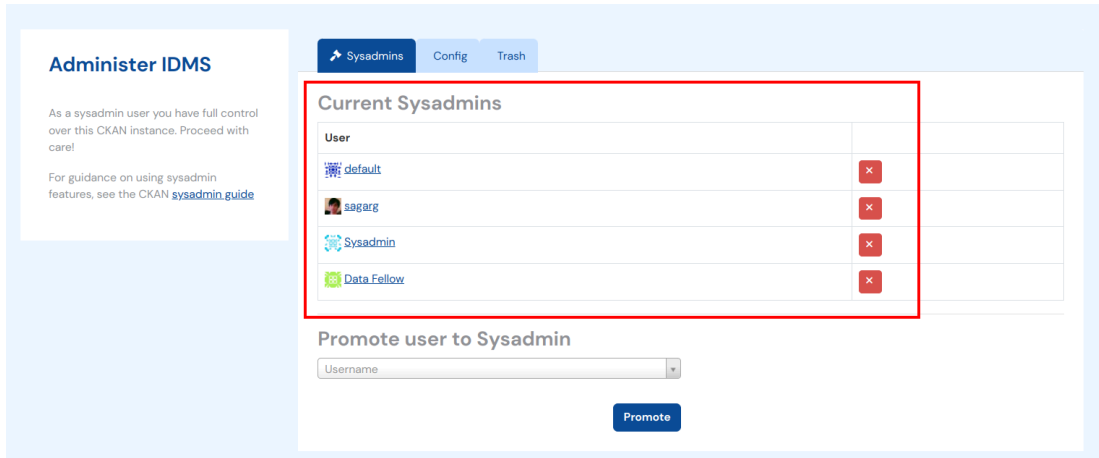 Administer IDMS
As a sysadmin user you have full control
over this CKAN instance. Proceed with
care!
For guidance on using sysadmin
features, see the CKAN sysadmin guide
Sysadmins Config Trash
Current Sysadmins
User
default
sagarg
Sysadmin
Data Fellow
Promote user to Sysadmin
Username
Promote